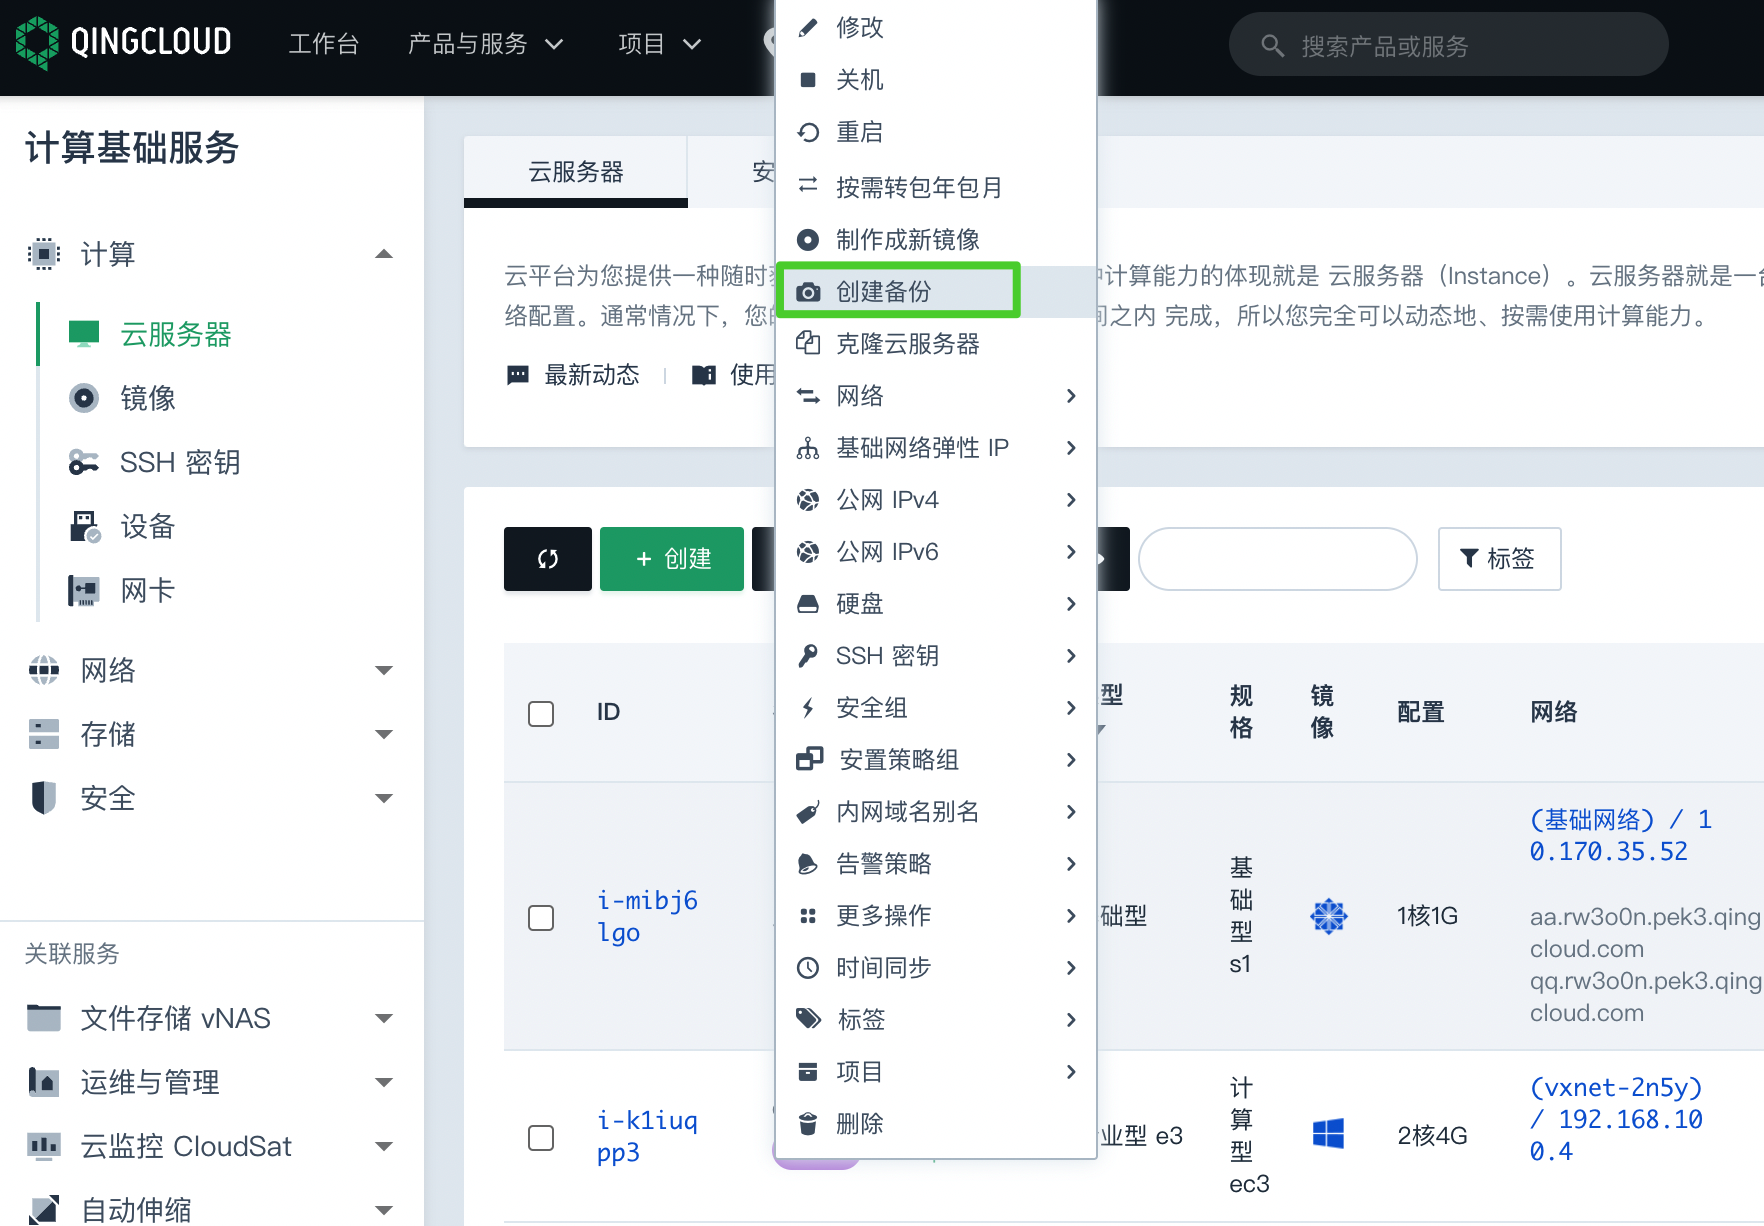 QINGCLOUD
工作台
产品与服务
项目
搜索产品或服务
计算基础服务
计算
云服务器
镜像
SSH 密钥
设备
网卡
网络
存储
安全
关联服务
文件存储 vNAS
运维与管理
云监控 CloudSat
自动伸缩
云服务器
安
云平台为您提供一种随时
计算能力的体现就是 云服务器（Instance）。云服务器就是一台
络配置。通常情况下，您
间之内 完成，所以您完全可以动态地、按需使用计算能力。
最新动态
使用
修改
关机
重启
按需转包年包月
制作成新镜像
创建备份
克隆云服务器
网络
基础网络弹性 IP
公网 IPv4
公网 IPv6
硬盘
SSH 密钥
安全组
安置策略组
内网域名别名
告警策略
更多操作
时间同步
标签
项目
删除
+ 创建
标签
ID
型
规
格
镜
像
配置
网络
i-mibj6
lgo
础型
基
础
型
s1
1核1G
(基础网络) / 1
0.170.35.52
aa.rw3o0n.pek3.qing
cloud.com
qq.rw3o0n.pek3.qing
cloud.com
i-k1iuq
pp3
业型 e3
计
算
型
ec3
2核4G
(vxnet-2n5y)
/ 192.168.10
0.4